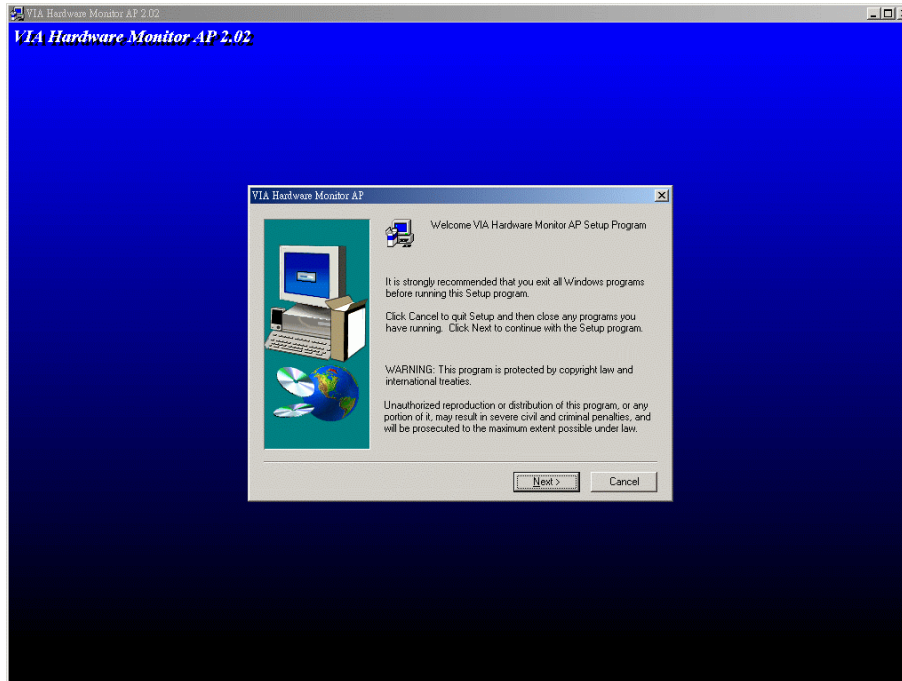 VIA Hardware Monitor AP 2.02
VIA Hardware Monitor AP 2.02
VIA Hardware Monitor AP
Welcome VIA Hardware Monitor AP Setup Program
It is strongly recommended that you exit all Windows programs
before running this Setup program.
Click Cancel to quit Setup and then close any programs you
have running. Click Next to continue with the Setup program.
WARNING: This program is protected by copyright law and
international treaties.
Unauthorized reproduction or distribution of this program, or any
portion of it, may result in severe civil and criminal penalties, and
will be prosecuted to the maximum extent possible under law.
Next >
Cancel